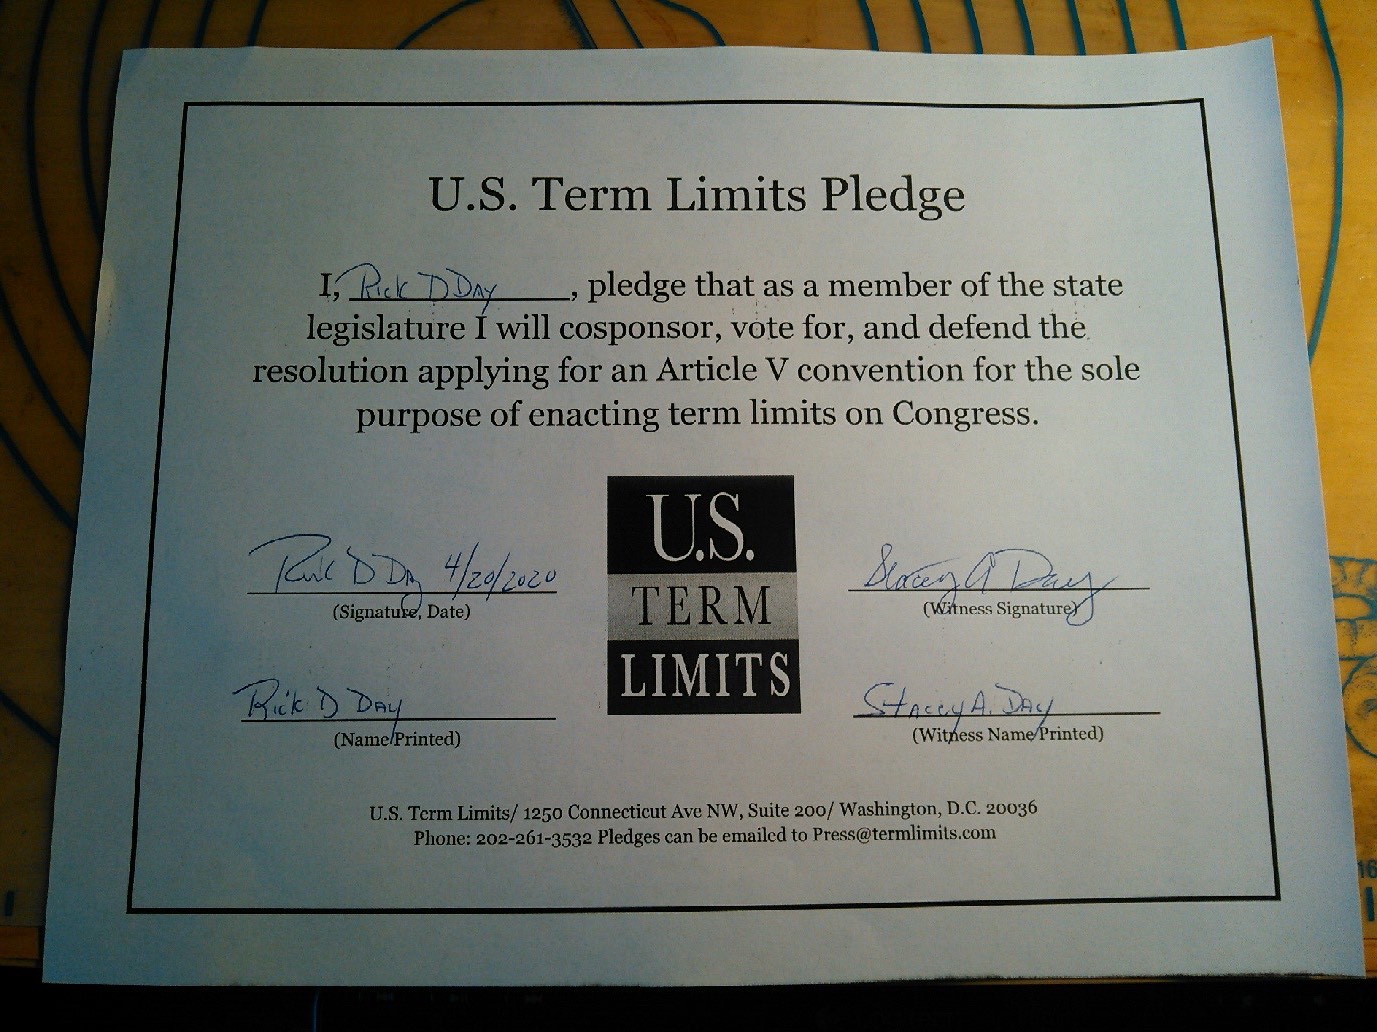 U.S. Term Limits Pledge
I, Rick D Day, pledge that as a member of the state
legislature I will cosponsor, vote for, and defend the
resolution applying for an Article V convention for the sole
purpose of enacting term limits on Congress.
U.S.
TERM
LIMITS
Rick D Day 4/20/2020
(Signature, Date)
Stacey A Day
(Witness Signature)
Rick D Day
(Name Printed)
Stacey A. Day
(Witness Name Printed)
U.S. Term Limits/ 1250 Connecticut Ave NW, Suite 200/ Washington, D.C. 20036
Phone: 202-261-3532 Pledges can be emailed to Press@termlimits.com
16